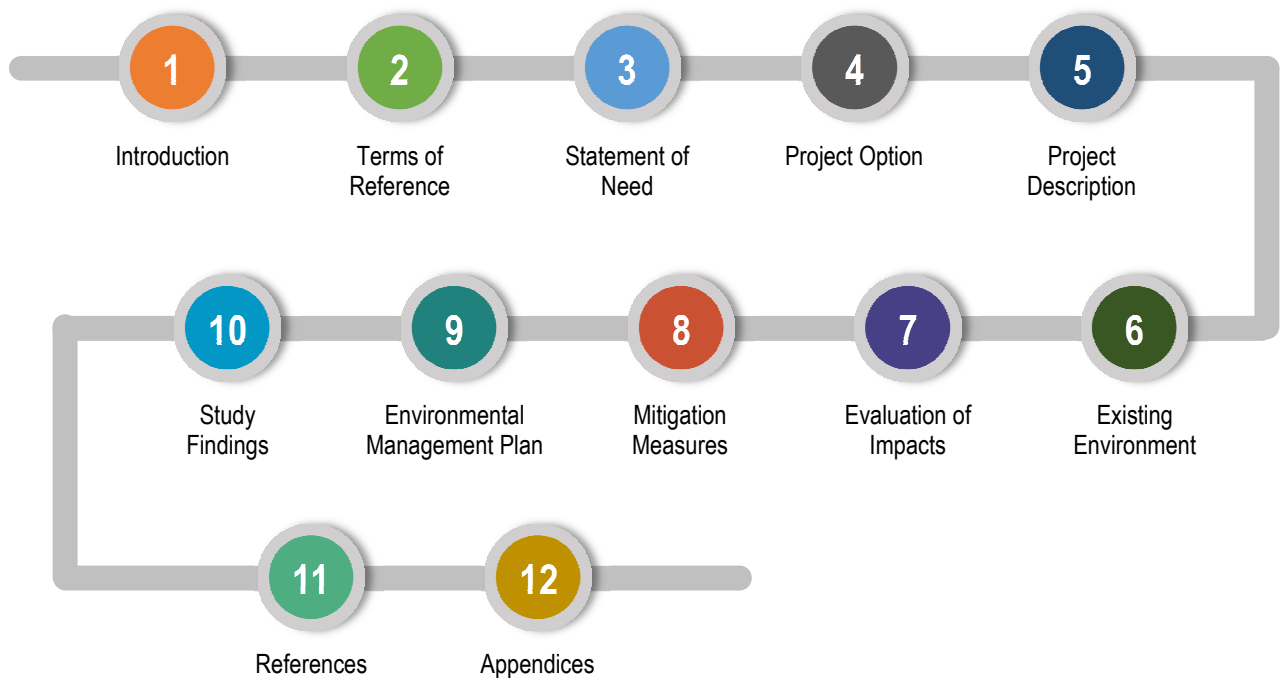 1
Introduction
2
Terms of
Reference
3
Statement of
Need
4
Project Option
5
Project
Description
6
Existing
Environment
7
Evaluation of
Impacts
8
Mitigation
Measures
9
Environmental
Management Plan
10
Study
Findings
11
References
12
Appendices